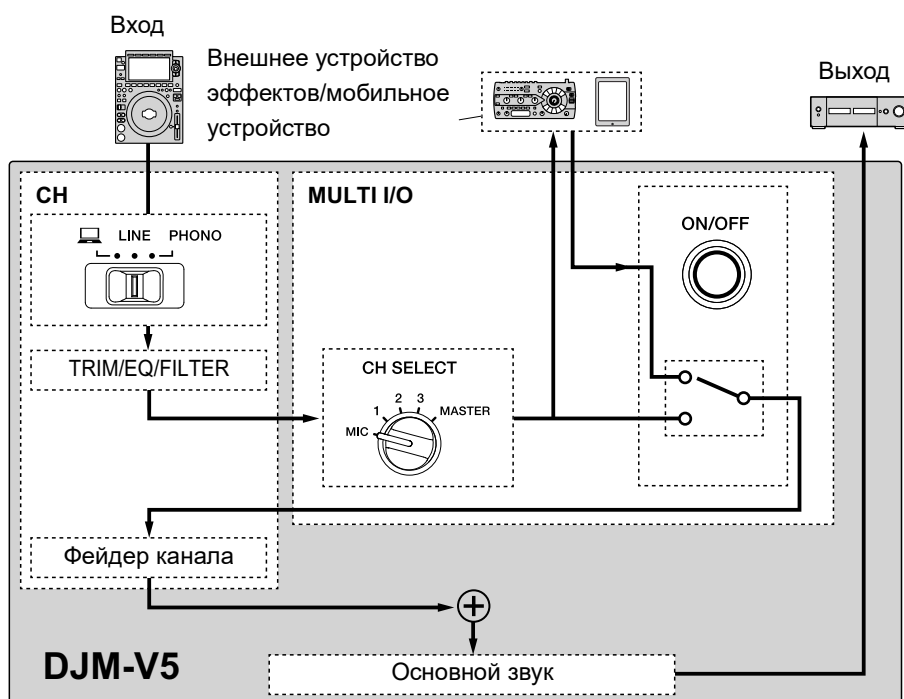 Вход
Внешнее устройство
эффектов/мобильное
устройство
Выход
CH
LINE PHONO
TRIM/EQ/FILTER
MULTI I/O
CH SELECT
MIC 1 2 3 MASTER
ON/OFF
Фейдер канала
DJM-V5
Основной звук